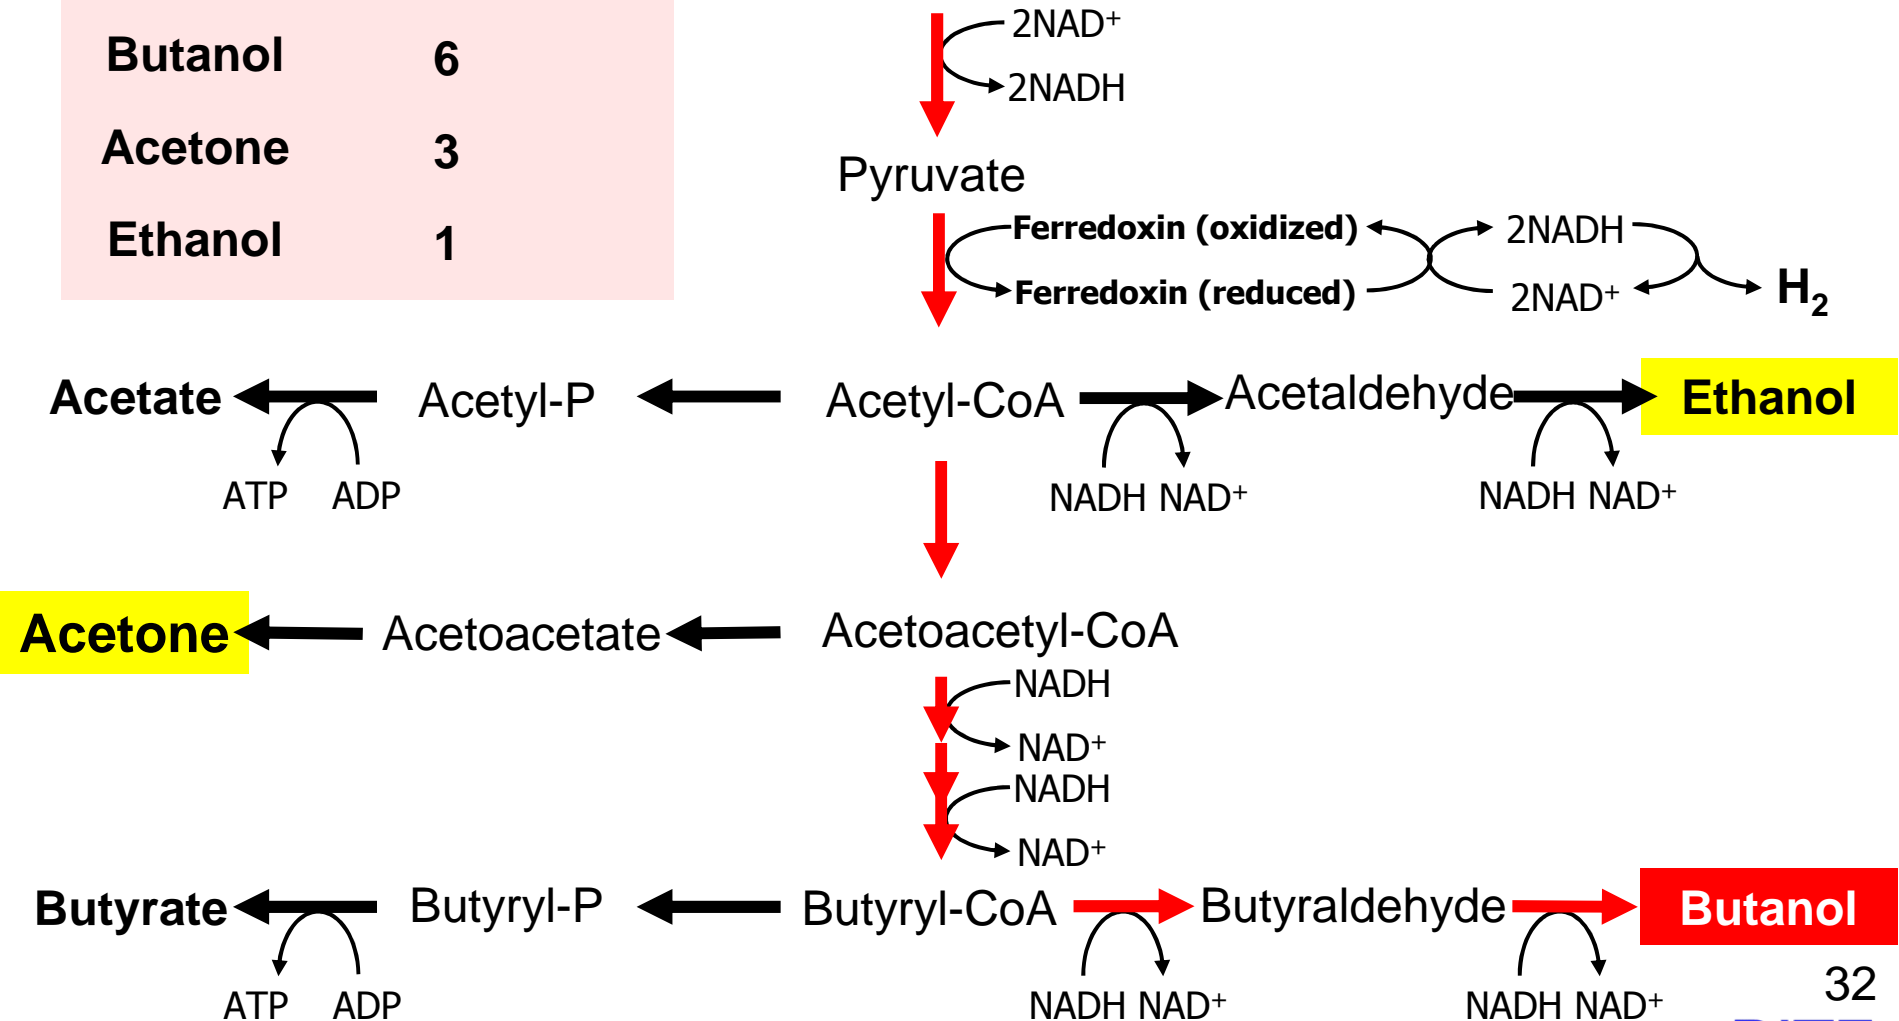 Butanol 6
Acetone 3
Ethanol 1
2NAD+
2NADH
Pyruvate
Ferredoxin (oxidized) 2NADH
Ferredoxin (reduced) 2NAD+ H2
Acetate Acetyl-P Acetyl-CoA Acetaldehyde Ethanol
ATP ADP NADH NAD+ NADH NAD+
Acetone Acetoacetate Acetoacetyl-CoA
NADH
NAD+
NADH
NAD+
Butyrate Butyryl-P Butyryl-CoA Butyraldehyde Butanol
ATP ADP NADH NAD+ NADH NAD+
32